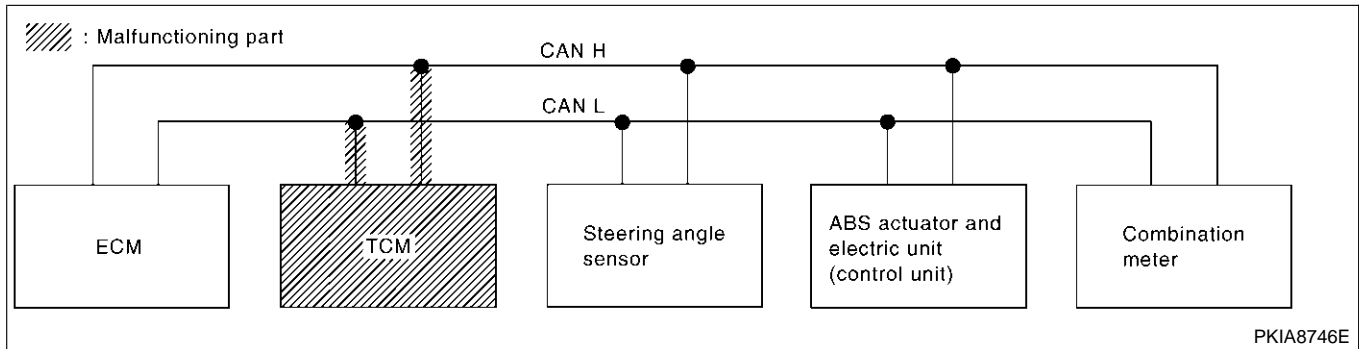 : Malfunctioning part
CAN H
CAN L
ECM
TCM
Steering angle
sensor
ABS actuator and
electric unit
(control unit)
Combination
meter
PKIA8746E